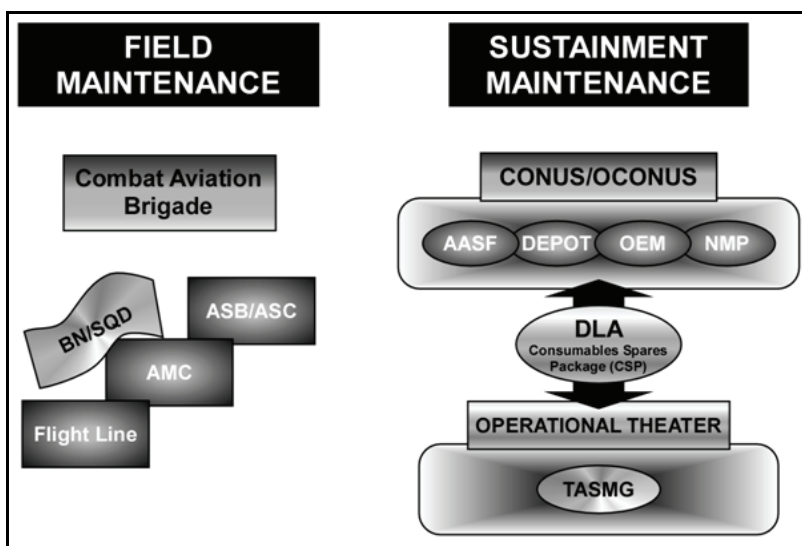 FIELD
MAINTENANCE
Combat Aviation
Brigade
BN/SQD
ASB/ASC
AMC
Flight Line
SUSTAINMENT
MAINTENANCE
CONUS/OCONUS
AASF DEPOT OEM NMP
DLA
Consumables Spares
Package (CSP)
OPERATIONAL THEATER
TASMG